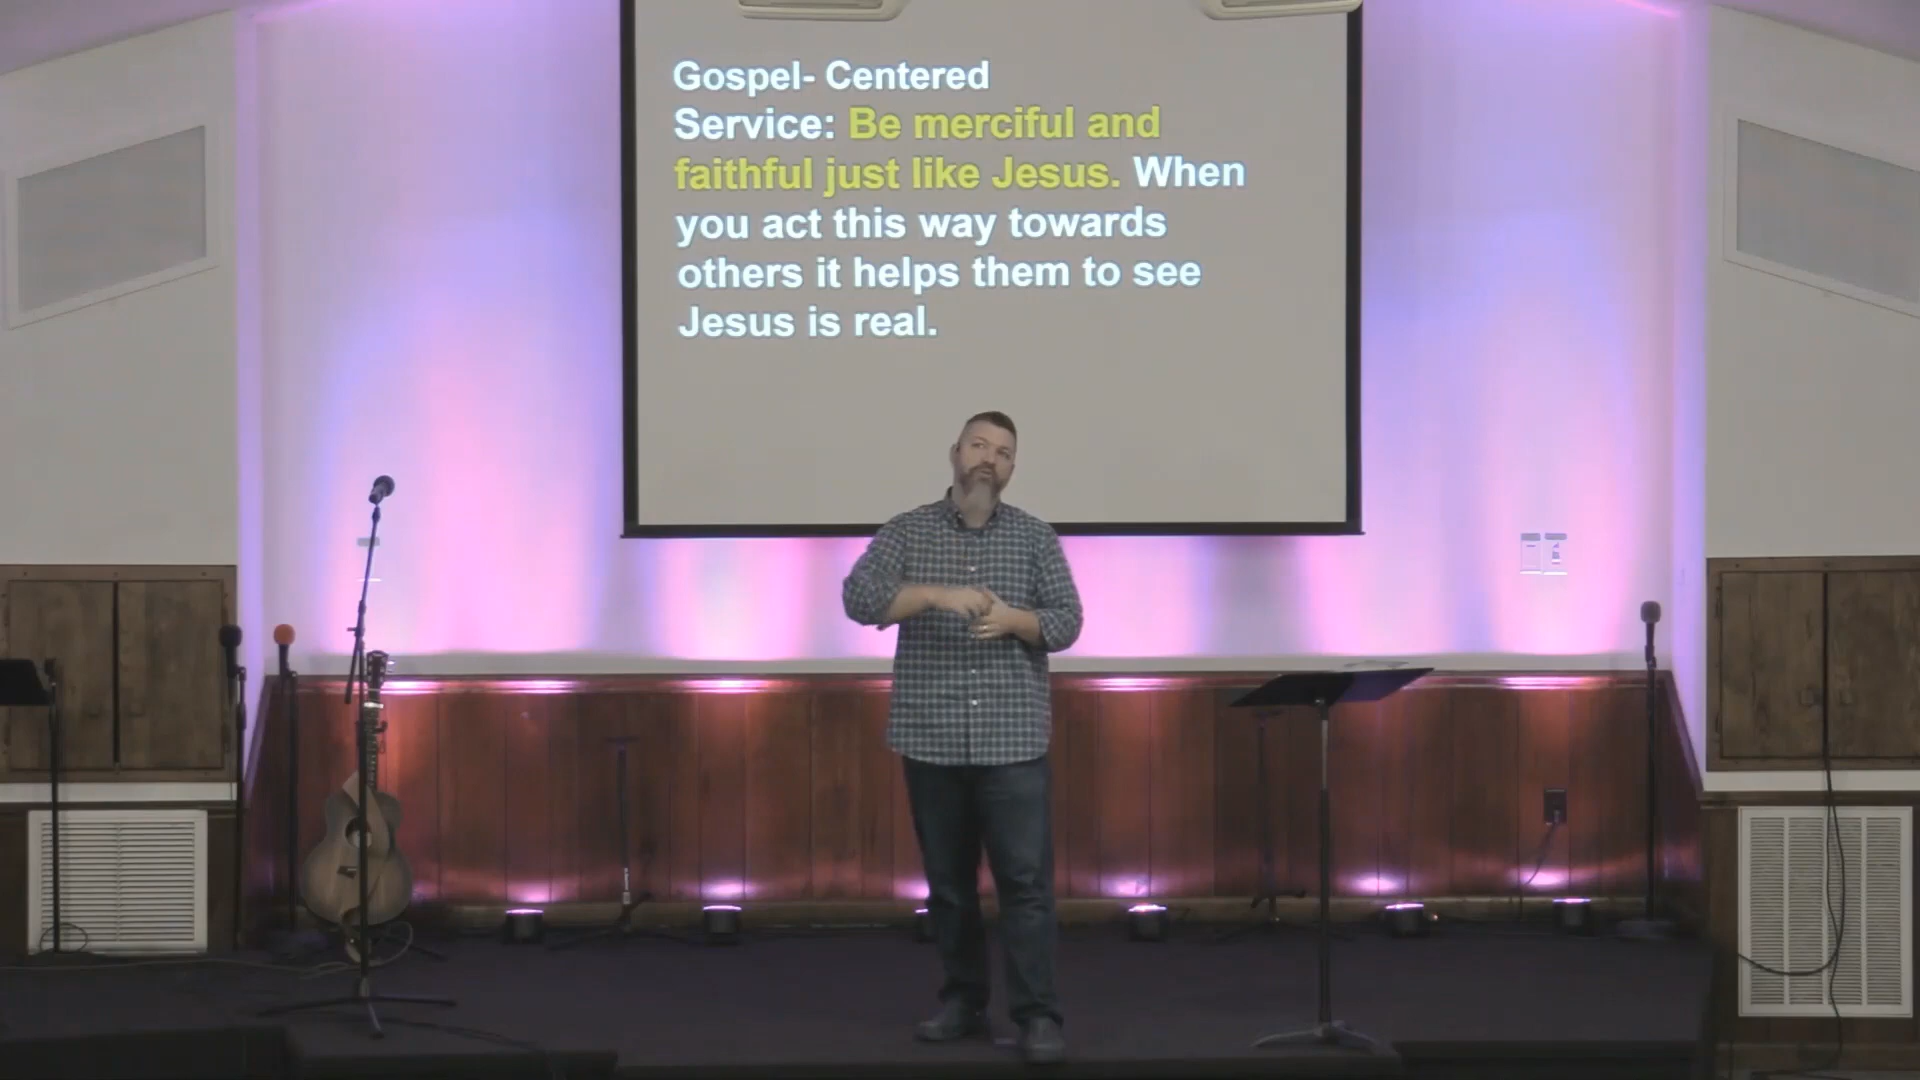 Gospel- Centered
Service: Be merciful and
faithful just like Jesus. When
you act this way towards
others it helps them to see
Jesus is real.